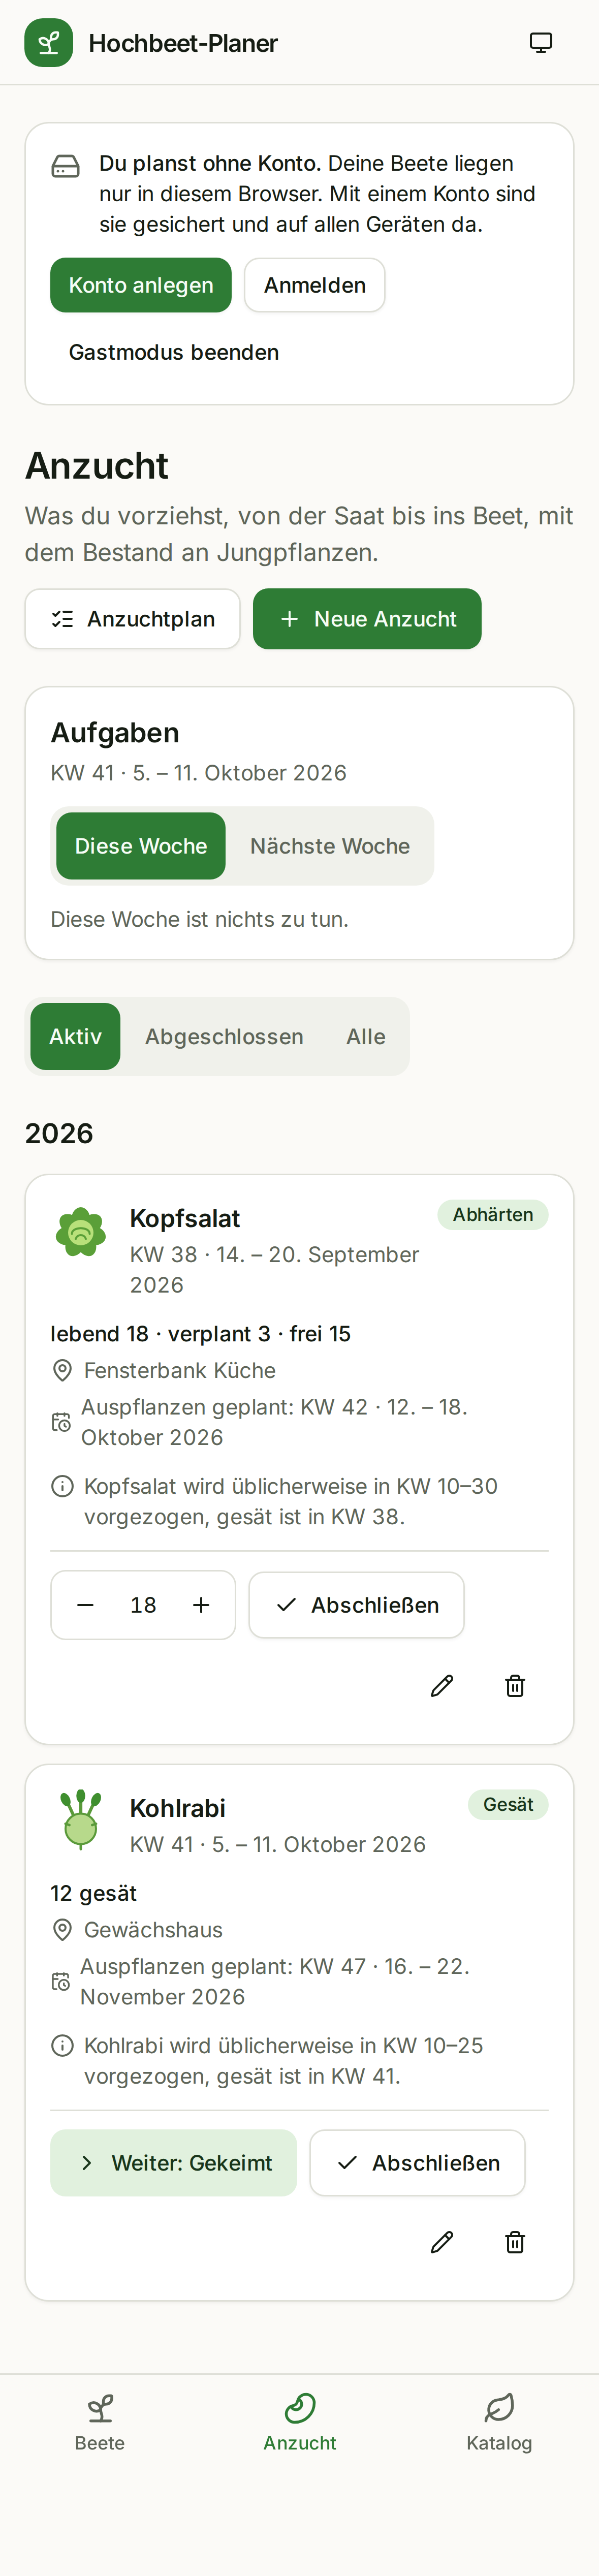 Hochbeet-Planer
Du planst ohne Konto. Deine Beete liegen
nur in diesem Browser. Mit einem Konto sind
sie gesichert und auf allen Geräten da.
Konto anlegen
Anmelden
Gastmodus beenden
Anzucht
Was du vorziehst, von der Saat bis ins Beet, mit
dem Bestand an Jungpflanzen.
Anzuchtplan
Neue Anzucht
Aufgaben
KW 41 · 5. – 11. Oktober 2026
Diese Woche
Nächste Woche
Diese Woche ist nichts zu tun.
Aktiv
Abgeschlossen
Alle
2026
Kopfsalat
Abhärten
KW 38 · 14. – 20. September
2026
lebend 18 · verplant 3 · frei 15
Fensterbank Küche
Auspflanzen geplant: KW 42 · 12. – 18.
Oktober 2026
Kopfsalat wird üblicherweise in KW 10–30
vorgezogen, gesät ist in KW 38.
18
Abschließen
Kohlrabi
Gesät
KW 41 · 5. – 11. Oktober 2026
12 gesät
Gewächshaus
Auspflanzen geplant: KW 47 · 16. – 22.
November 2026
Kohlrabi wird üblicherweise in KW 10–25
vorgezogen, gesät ist in KW 41.
Weiter: Gekeimt
Abschließen
Beete
Anzucht
Katalog